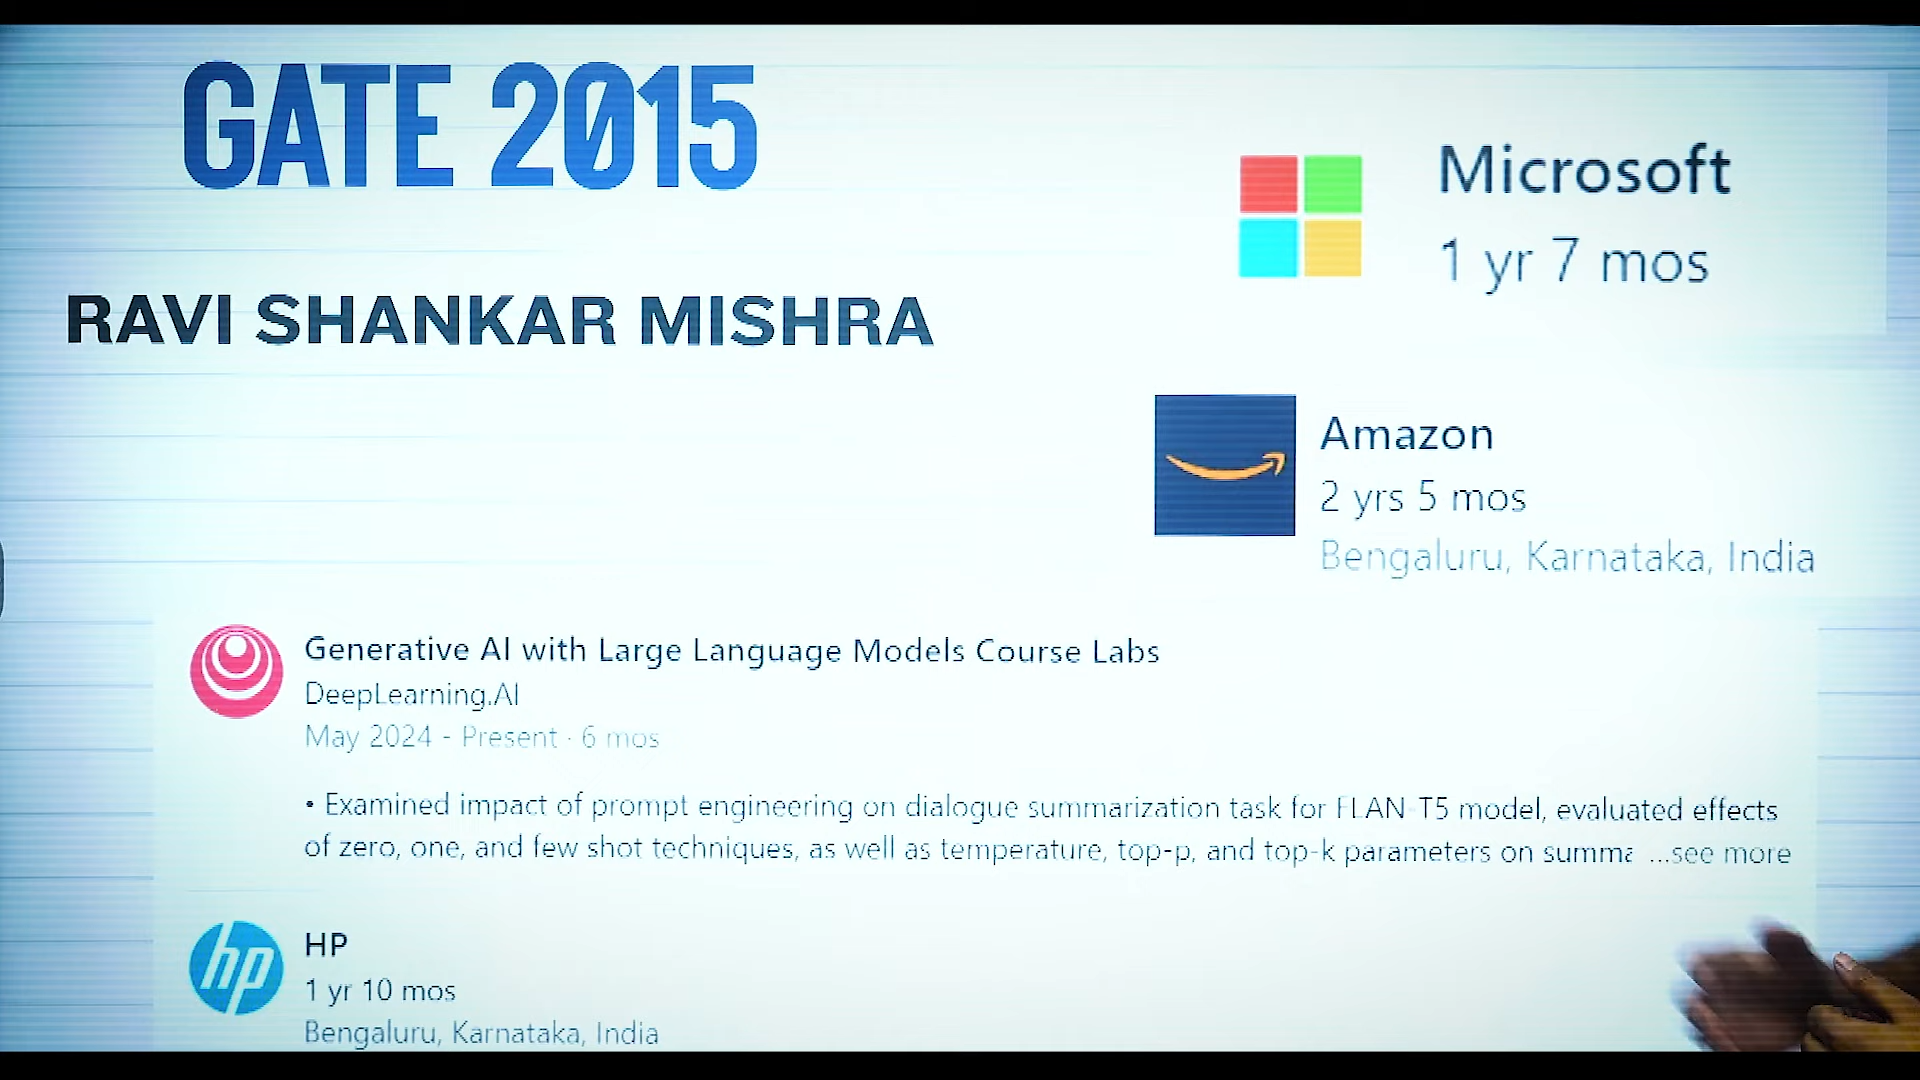 GATE 2015
RAVI SHANKAR MISHRA
Microsoft
1 yr 7 mos
Amazon
2 yrs 5 mos
Bengaluru, Karnataka, India
Generative AI with Large Language Models Course Labs
DeepLearning.AI
May 2024 - Present · 6 mos
• Examined impact of prompt engineering on dialogue summarization task for FLAN-T5 model, evaluated effects
of zero, one, and few shot techniques, as well as temperature, top-p, and top-k parameters on summa ...see more
hp
HP
1 yr 10 mos
Bengaluru, Karnataka, India